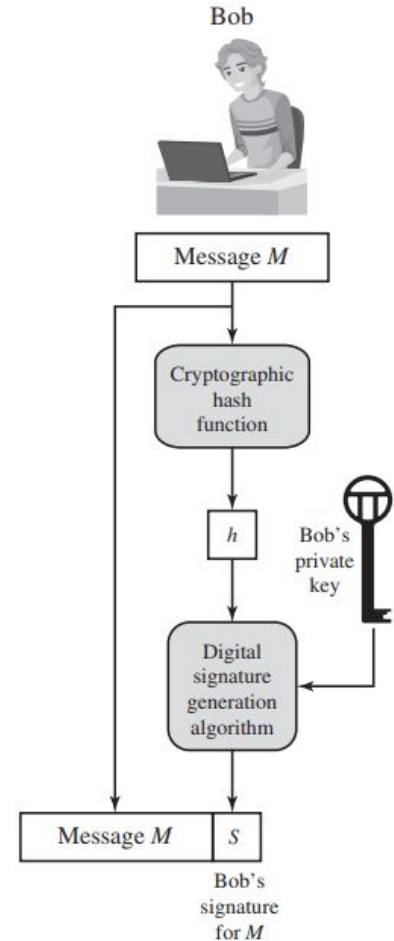 Bob
Message M
Cryptographic
hash
function
h
Bob's
private
key
Digital
signature
generation
algorithm
Message M
S
Bob's
signature
for M